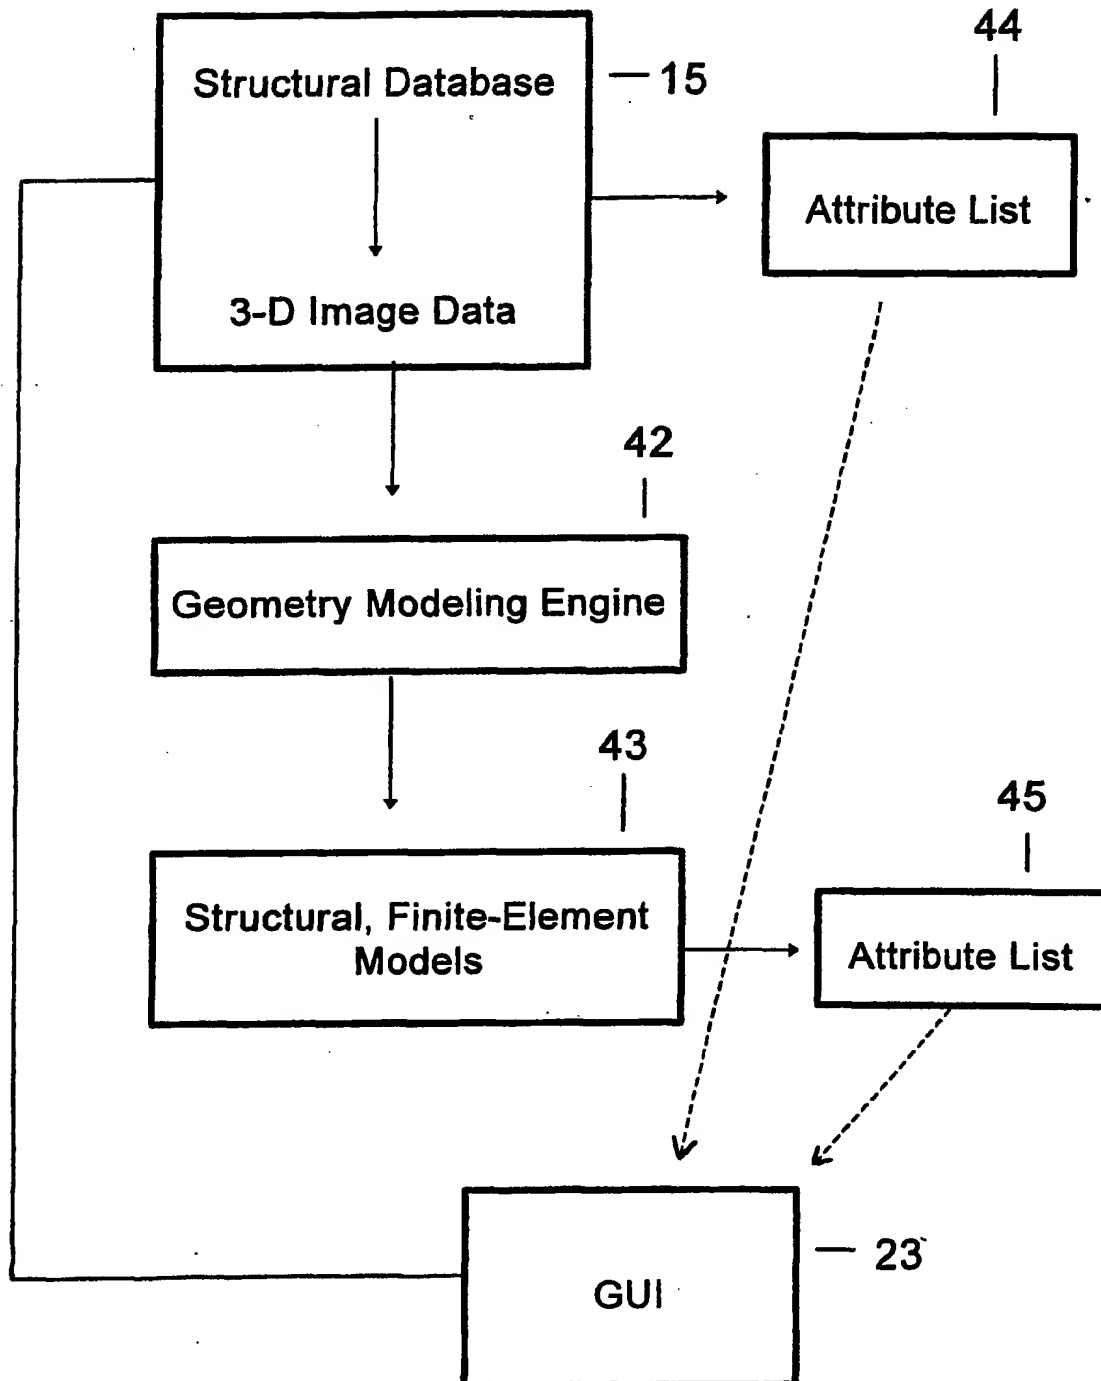 44
Structural Database
15
Attribute List
3-D Image Data
42
Geometry Modeling Engine
43
45
Structural, Finite-Element
Models
Attribute List
23
GUI